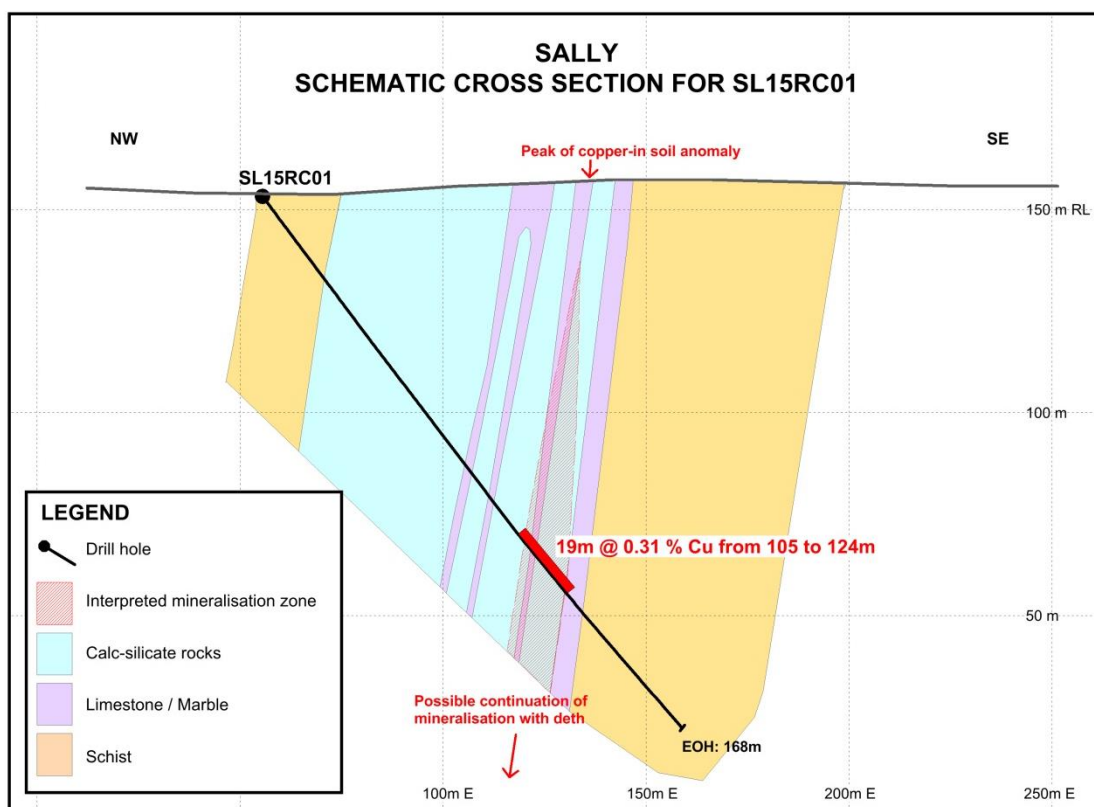 SALLY
SCHEMATIC CROSS SECTION FOR SL15RC01
NW
Peak of copper-in soil anomaly
SE
SL15RC01
150 m RL
100 m
LEGEND
Drill hole
19m @ 0.31 % Cu from 105 to 124m
Interpreted mineralisation zone
50 m
Calc-silicate rocks
Limestone / Marble
Possible continuation of
mineralisation with deth
Schist
EOH: 168m
100m E
150m E
200m E
250m E